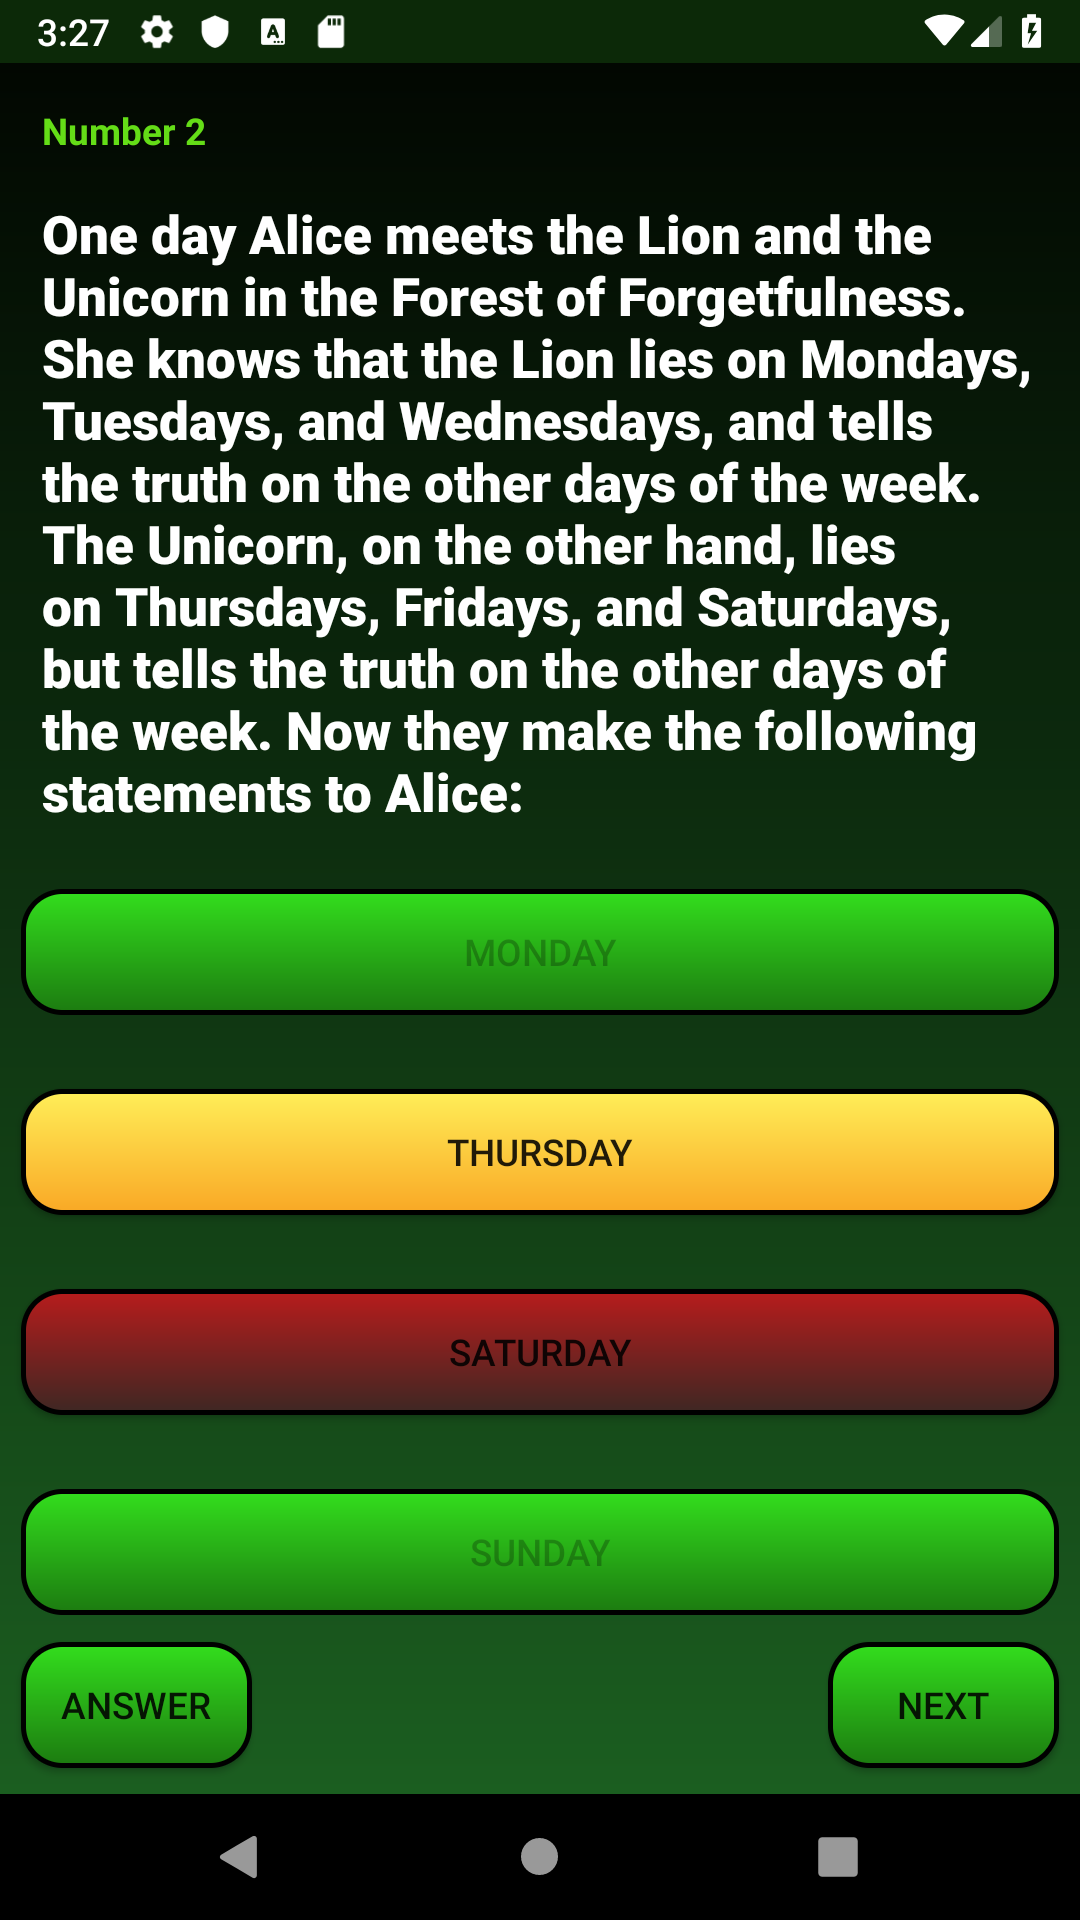 3:27
Number 2
One day Alice meets the Lion and the
Unicorn in the Forest of Forgetfulness.
She knows that the Lion lies on Mondays,
Tuesdays, and Wednesdays, and tells
the truth on the other days of the week.
The Unicorn, on the other hand, lies
on Thursdays, Fridays, and Saturdays,
but tells the truth on the other days of
the week. Now they make the following
statements to Alice:
MONDAY
THURSDAY
SATURDAY
SUNDAY
ANSWER
NEXT